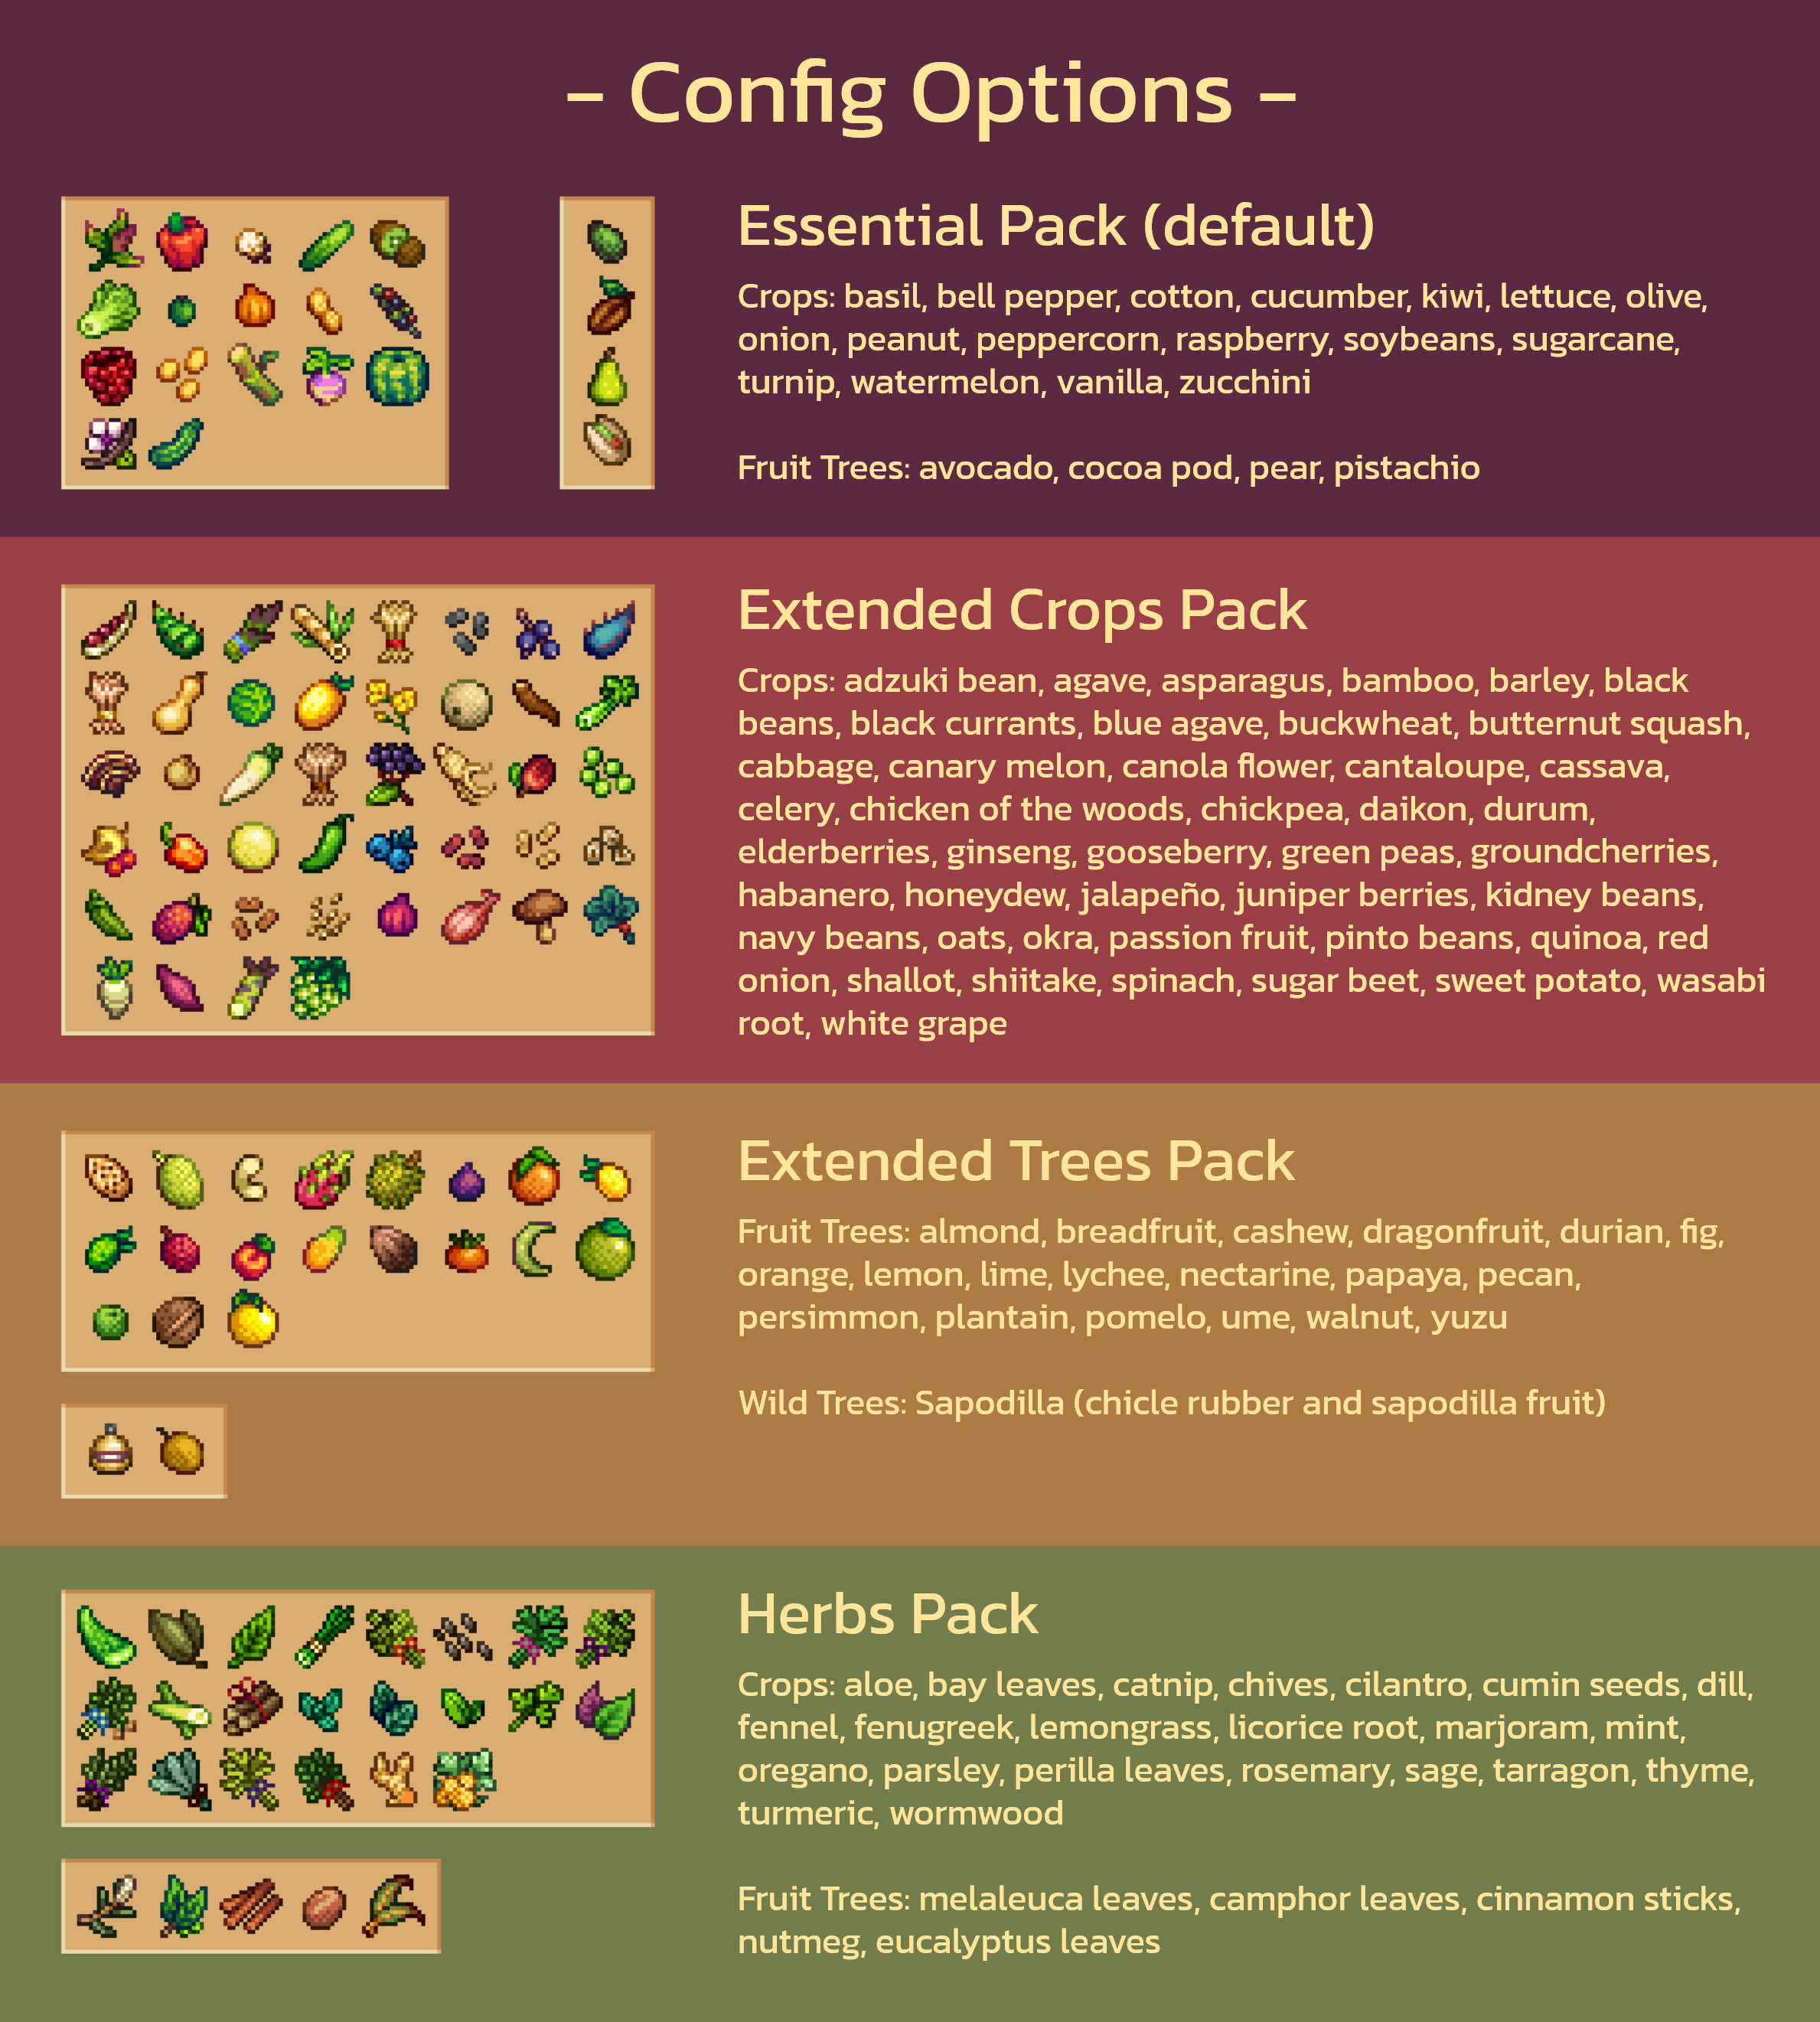 – Config Options –
Essential Pack (default)
Crops: basil, bell pepper, cotton, cucumber, kiwi, lettuce, olive,
onion, peanut, peppercorn, raspberry, soybeans, sugarcane,
turnip, watermelon, vanilla, zucchini
Fruit Trees: avocado, cocoa pod, pear, pistachio
Extended Crops Pack
Crops: adzuki bean, agave, asparagus, bamboo, barley, black
beans, black currants, blue agave, buckwheat, butternut squash,
cabbage, canary melon, canola flower, cantaloupe, cassava,
celery, chicken of the woods, chickpea, daikon, durum,
elderberries, ginseng, gooseberry, green peas, groundcherries,
habanero, honeydew, jalapeño, juniper berries, kidney beans,
navy beans, oats, okra, passion fruit, pinto beans, quinoa, red
onion, shallot, shiitake, spinach, sugar beet, sweet potato, wasabi
root, white grape
Extended Trees Pack
Fruit Trees: almond, breadfruit, cashew, dragonfruit, durian, fig,
orange, lemon, lime, lychee, nectarine, papaya, pecan,
persimmon, plantain, pomelo, ume, walnut, yuzu
Wild Trees: Sapodilla (chicle rubber and sapodilla fruit)
Herbs Pack
Crops: aloe, bay leaves, catnip, chives, cilantro, cumin seeds, dill,
fennel, fenugreek, lemongrass, licorice root, marjoram, mint,
oregano, parsley, perilla leaves, rosemary, sage, tarragon, thyme,
turmeric, wormwood
Fruit Trees: melaleuca leaves, camphor leaves, cinnamon sticks,
nutmeg, eucalyptus leaves